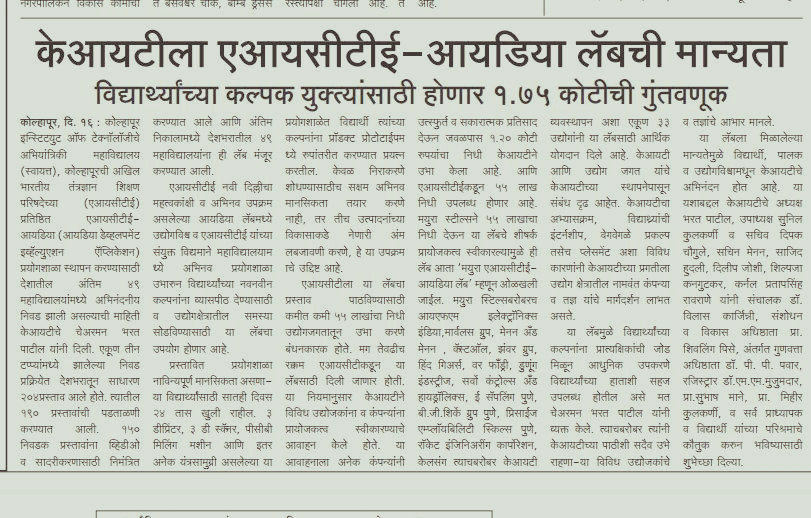 नगरपालिकेने विकास कामांचा
त बसवेश्वर चौक, बॉम्बे ड्रेसेस
रस्त्यापैकी चांगला आहे. ते
आहे.
केआयटीला एआयसीटीई–आयडिया लॅबची मान्यता
विद्यार्थ्यांच्या कल्पक युक्त्यांसाठी होणार १.७५ कोटीची गुंतवणूक
कोल्हापूर, दि. १६ : कोल्हापूर
इन्स्टिटयुट ऑफ टेक्नॉलॉजीचे
अभियांत्रिकी महाविद्यालय
(स्वायत्त), कोल्हापूरची अखिल
भारतीय तंत्रज्ञान शिक्षण
परिषदेच्या (एआयसीटीई)
प्रतिष्ठित एआयसीटीई–
आयडिया (आयडिया डेव्हलपमेंट
इव्हॅल्युएशन ऍप्लिकेशन)
प्रयोगशाळा स्थापन करण्यासाठी
देशातील अंतिम ४९
महाविद्यालयांमध्ये अभिनंदनीय
निवड झाली असल्याची माहिती
केआयटीचे चेअरमन भरत
पाटील यांनी दिली. एकूण तीन
टप्प्यांमध्ये झालेल्या निवड
प्रक्रियेत देशभरातून साधारण
२०४प्रस्ताव आले होते. त्यातील
१९० प्रस्तावांची पडताळणी
करण्यात आली. १५०
निवडक प्रस्तावांना व्हिडीओ
व सादरीकरणासाठी निमंत्रित
करण्यात आले आणि अंतिम
निकालामध्ये देशभरातील ४९
महाविद्यालयांना ही लॅब मंजूर
करण्यात आली.
एआयसीटीई नवी दिल्लीचा
महत्वाकांक्षी व अभिनव उपक्रम
असलेल्या आयडिया लॅबमध्ये
उद्योगविश्व व एआयसीटीई यांच्या
संयुक्त विद्यमाने महाविद्यालयाम
ध्ये अभिनव प्रयोगशाळा
उभारुन विद्यार्थ्यांच्या नवनवीन
कल्पनांना व्यासपीठ देण्यासाठी
व उद्योगक्षेत्रातील समस्या
सोडविण्यासाठी या लॅबचा
उपयोग होणार आहे.
प्रस्तावित प्रयोगशाळा
नाविन्यपूर्ण मानसिकता असणा–
या विद्यार्थ्यांसाठी सातही दिवस
२४ तास खुली राहील. ३
डीप्रिंटर, ३ डी स्कॅनर, पीसीबी
मिलिंग मशीन आणि इतर
अनेक यंत्रसामुग्री असलेल्या या
प्रयोगशाळेत विद्यार्थी त्यांच्या
कल्पनांना प्रॉडक्ट प्रोटोटाईपम
ध्ये रुपांतरीत करण्यात प्रयत्न
करतील. केवळ निराकरणे
शोधण्यासाठीच सक्षम अभिनव
मानसिकता तयार करणे
नाही, तर तीच उत्पादनांच्या
विकासाकडे नेणारी अंम
लबजावणी करणे, हे या उपक्रम
चे उद्दिष्ट आहे.
एआयसीटीला या लॅबचा
प्रस्ताव पाठविण्यासाठी
कमीत कमी ५५ लाखांचा निधी
उद्योगजगतातून उभा करणे
बंधनकारक होते. मग तेवढीच
रक्कम एआयसीटीकडून या
लॅबसाठी दिली जाणार होती.
या नियमानुसार केआयटीने
विविध उद्योजकांना व कंपन्यांना
प्रायोजकत्व स्वीकारण्याचे
आवाहन केले होते. या
आवाहनाला अनेक कंपन्यांनी
उत्स्फुर्त व सकारात्मक प्रतिसाद
देऊन जवळपास १.२० कोटी
रुपयांचा निधी केआयटीने
उभा केला आहे. आणि
एआयसीटीईकडून ५५ लाख
निधी उपलब्ध होणार आहे.
मयुरा स्टील्सने ५५ लाखाचा
निधी देऊन या लॅबचे शीर्षक
प्रायोजकत्व स्वीकारल्यामुळे ही
लॅब आता 'मयुरा एआयसीटीई–
आयडिया लॅब' म्हणून ओळखली
जाईल. मयुरा स्टिल्सबरोबरच
आयएफएम इलेक्ट्रॉनिक्स
इंडिया,मार्वलस ग्रुप, मेनन अँड
मेनन , कॅस्टऑल, झंवर ग्रुप,
हिंद गिअर्स, वर फौंड्री, डुणूंग
इंडस्ट्रीज, सर्वो कंट्रोल्स अँड
हायड्रॉलिक्स, ई सॅपलिंग पुणे,
बी.जी.शिर्के ग्रुप पुणे, प्रिसाईज
एम्प्लॉयबिलिटी स्किल्स पुणे,
रॉकेट इंजिनिअरींग कार्पोरेशन,
केलसंग त्याचबरोबर केआयटी
व्यवस्थापन अशा एकूण ३३
उद्योगांनी या लॅबसाठी आर्थिक
योगदान दिले आहे. केआयटी
आणि उद्योग जगत यांचे
केआयटीच्या स्थापनेपासून
संबंध दृढ आहेत. केआयटीचा
अभ्यासक्रम, विद्यार्थ्यांची
इंटर्नशीप, वेगवेगळे प्रकल्प
तसेच प्लेसमेंट अशा विविध
कारणांनी केआयटीच्या प्रगतीला
उद्योग क्षेत्रातील नामवंत कंपन्या
व तज्ञ यांचे मार्गदर्शन लाभत
असते.
या लॅबमुळे विद्यार्थ्यांच्या
कल्पनांना प्रात्यक्षिकांची जोड
मिळून आधुनिक उपकरणे
विद्यार्थ्यांच्या हाताशी सहज
उपलब्ध होतील असे मत
चेअरमन भरत पाटील यांनी
व्यक्त केले. त्याचबरोबर त्यांनी
केआयटीच्या पाठीशी सदैव उभे
राहणा–या विविध उद्योजकांचे
व तज्ञांचे आभार मानले.
या लॅबला मिळालेल्या
मान्यतेमुळे विद्यार्थी, पालक
व उद्योगविश्वामधून केआयटीचे
अभिनंदन होत आहे. या
यशाबद्दल केआयटीचे अध्यक्ष
भरत पाटील, उपाध्यक्ष सुनिल
कुलकर्णी व सचिव दिपक
चौगुले, सचिन मेनन, साजिद
हुदली, दिलीप जोशी, शिल्पजा
कनगुटकर, कर्नल प्रतापसिंह
रावराणे यांनी संचालक डॉ.
विलास कार्जिन्नी, संशोधन
व विकास अधिष्ठाता प्रा.
शिवलिंग पिसे, अंतर्गत गुणवत्ता
अधिष्ठाता डॉ. पी. पी. पवार,
रजिस्ट्रार डॉ.एम.एम.मुजुमदार,
प्रा.सुभाष माने, प्रा. मिहीर
कुलकर्णी, व सर्व प्राध्यापक
व विद्यार्थी यांच्या परिश्रमाचे
कौतुक करुन भविष्यासाठी
शुभेच्छा दिल्या.